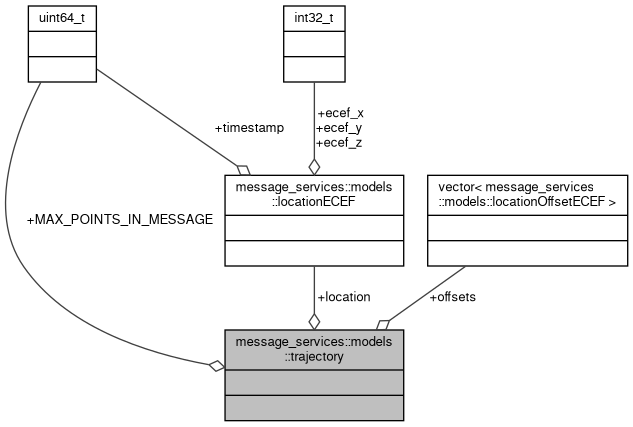 uint64_t
int32_t
+ecef_x
+timestamp
+ecef_y
+ecef_z
message_services::models
::locationECEF
vector< message_services
::models::locationOffsetECEF >
+MAX_POINTS_IN_MESSAGE
+location
+offsets
message_services::models
::trajectory